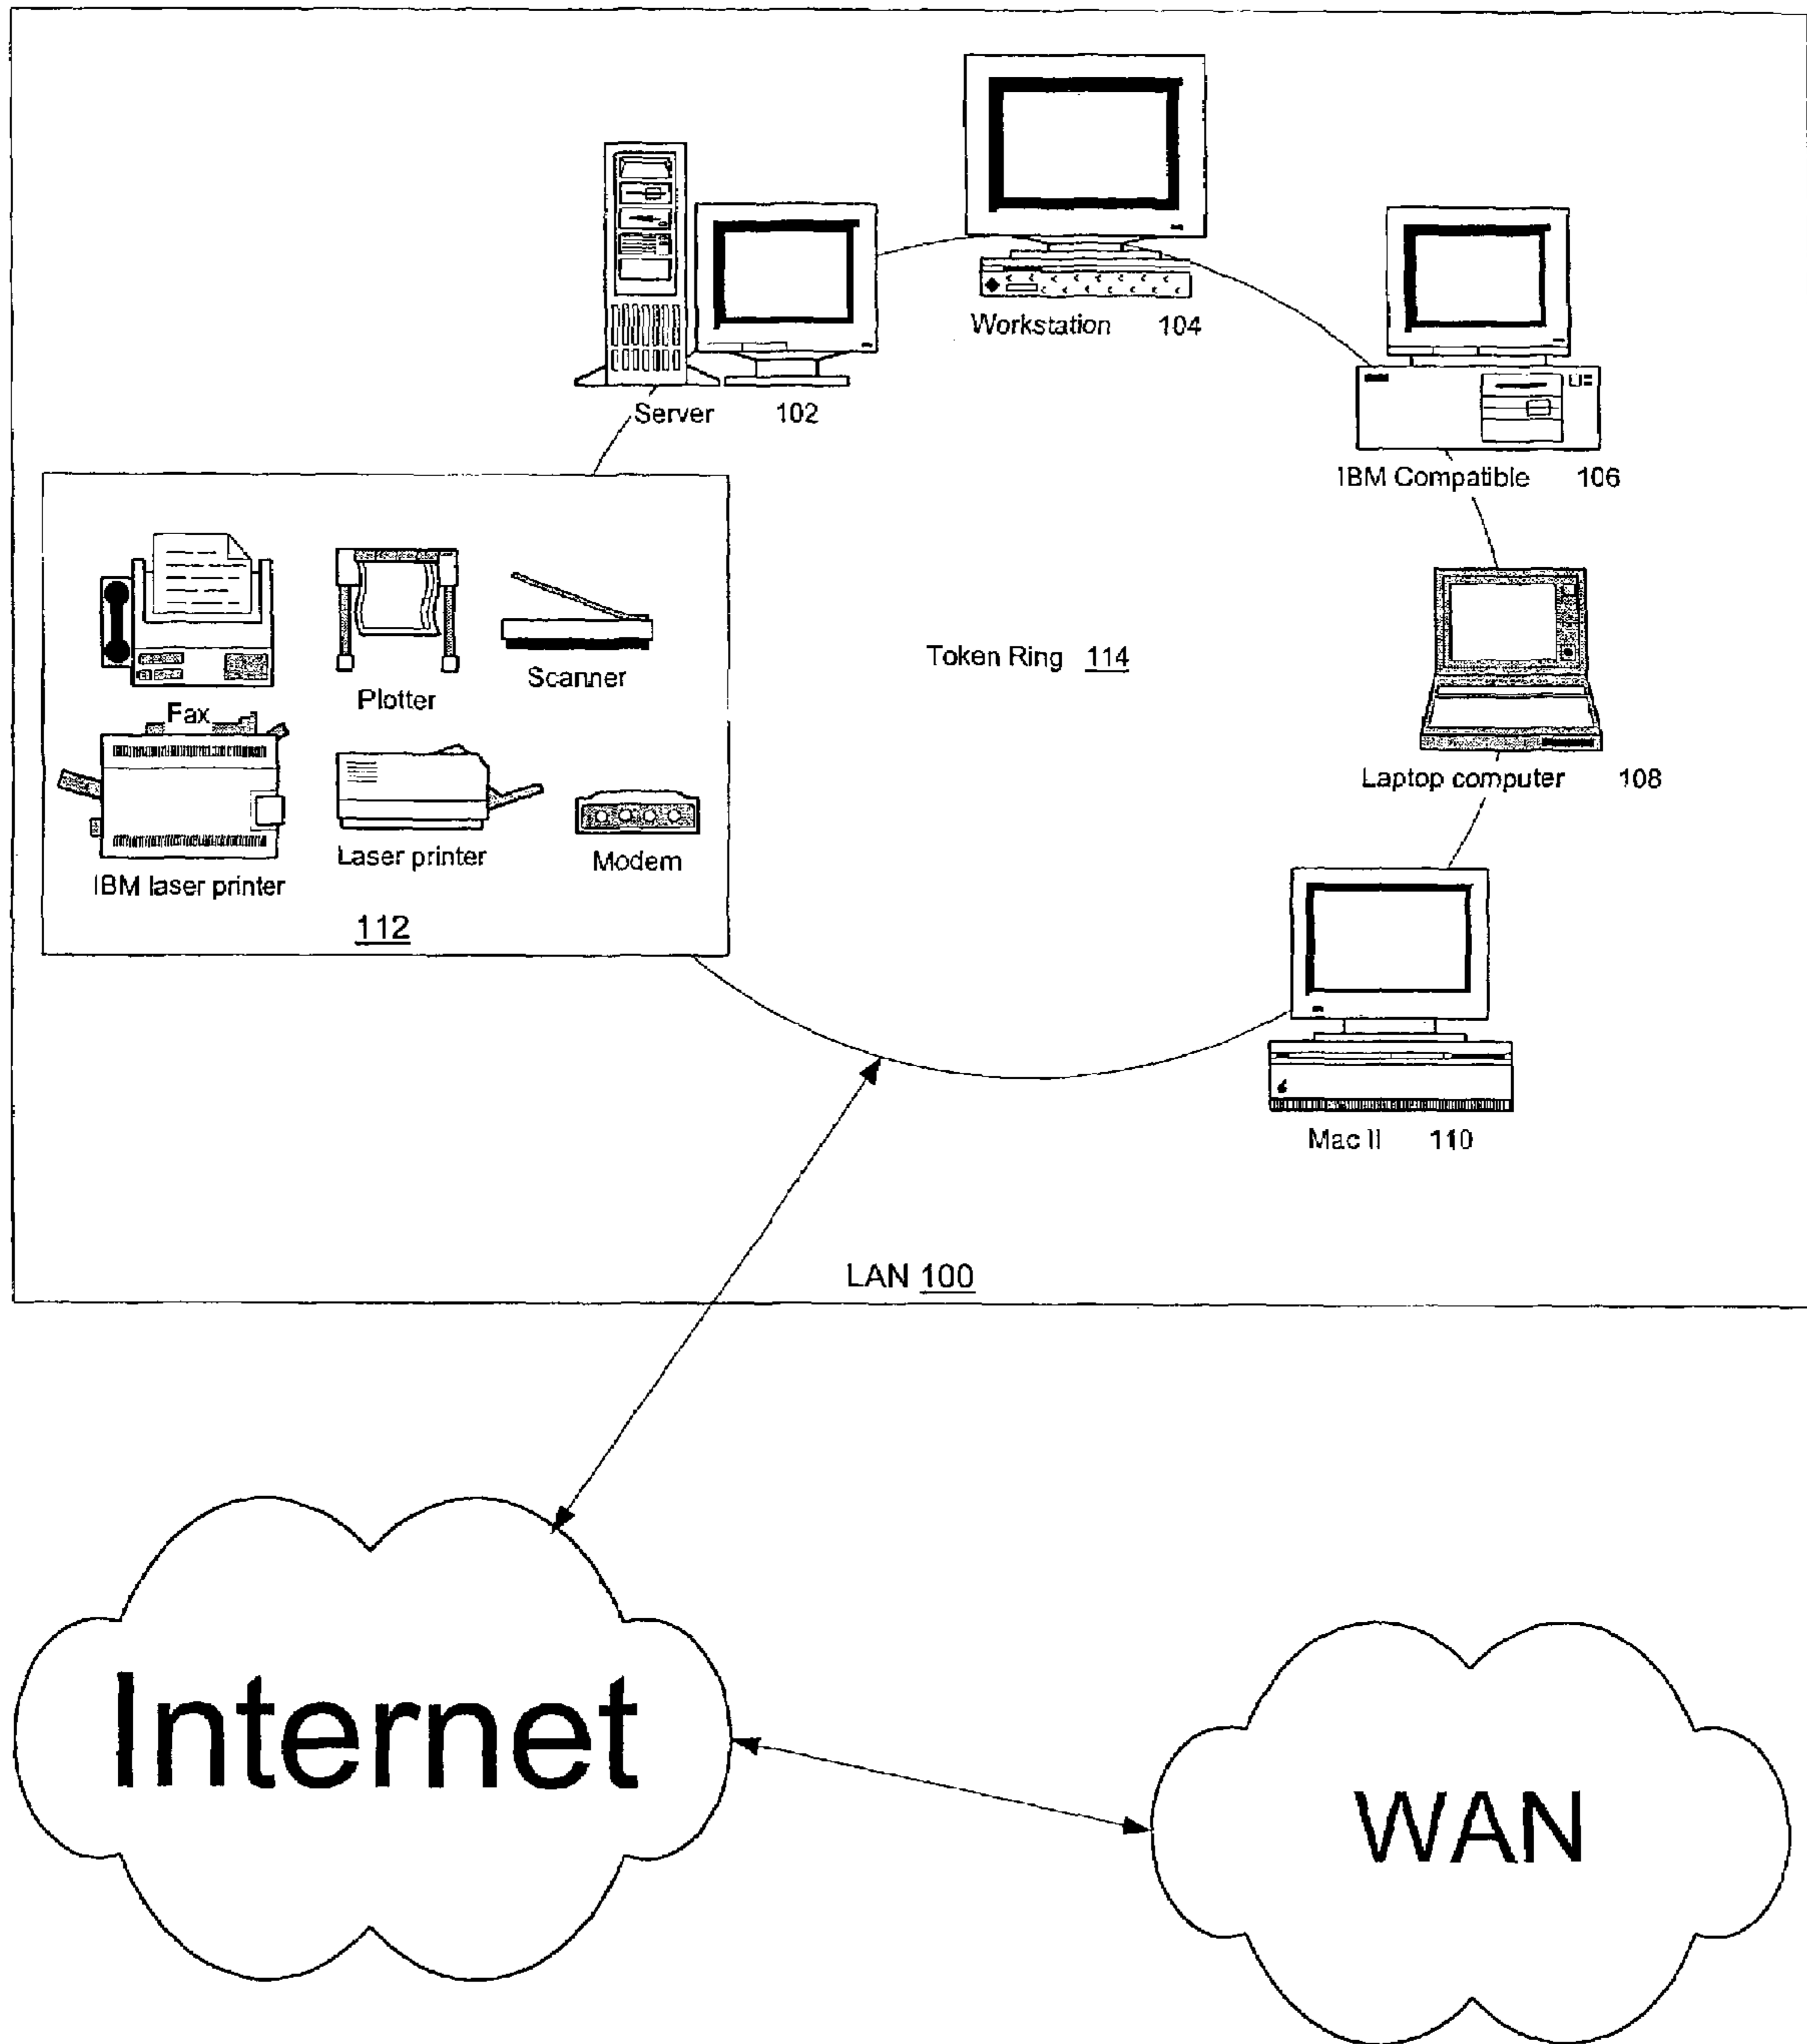 Workstation 104
Server 102
IBM Compatible 106
Token Ring 114
Scanner
Plotter
Fax
Laptop computer 108
Laser printer
Modem
IBM laser printer
112
Mac II 110
LAN 100
Internet
WAN